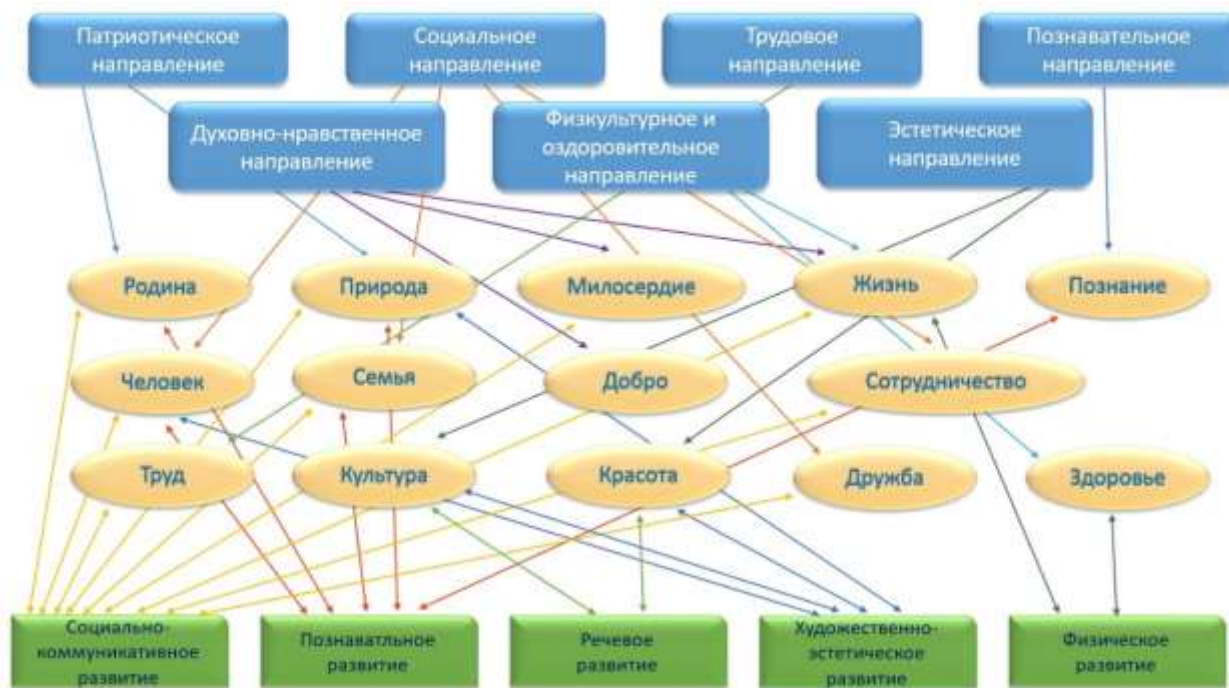 Патриотическое
направление
Социальное
направление
Трудовое
направление
Познавательное
направление
Духовно-нравственное
направление
Физкультурное и
оздоровительное
направление
Эстетическое
направление
Родина
Природа
Милосердие
Жизнь
Познание
Человек
Семья
Добро
Сотрудничество
Труд
Культура
Красота
Дружба
Здоровье
Социально-
коммуникативное
развитие
Познаватльное
развитие
Речевое
развитие
Художественно-
эстетическое
развитие
Физическое
развитие